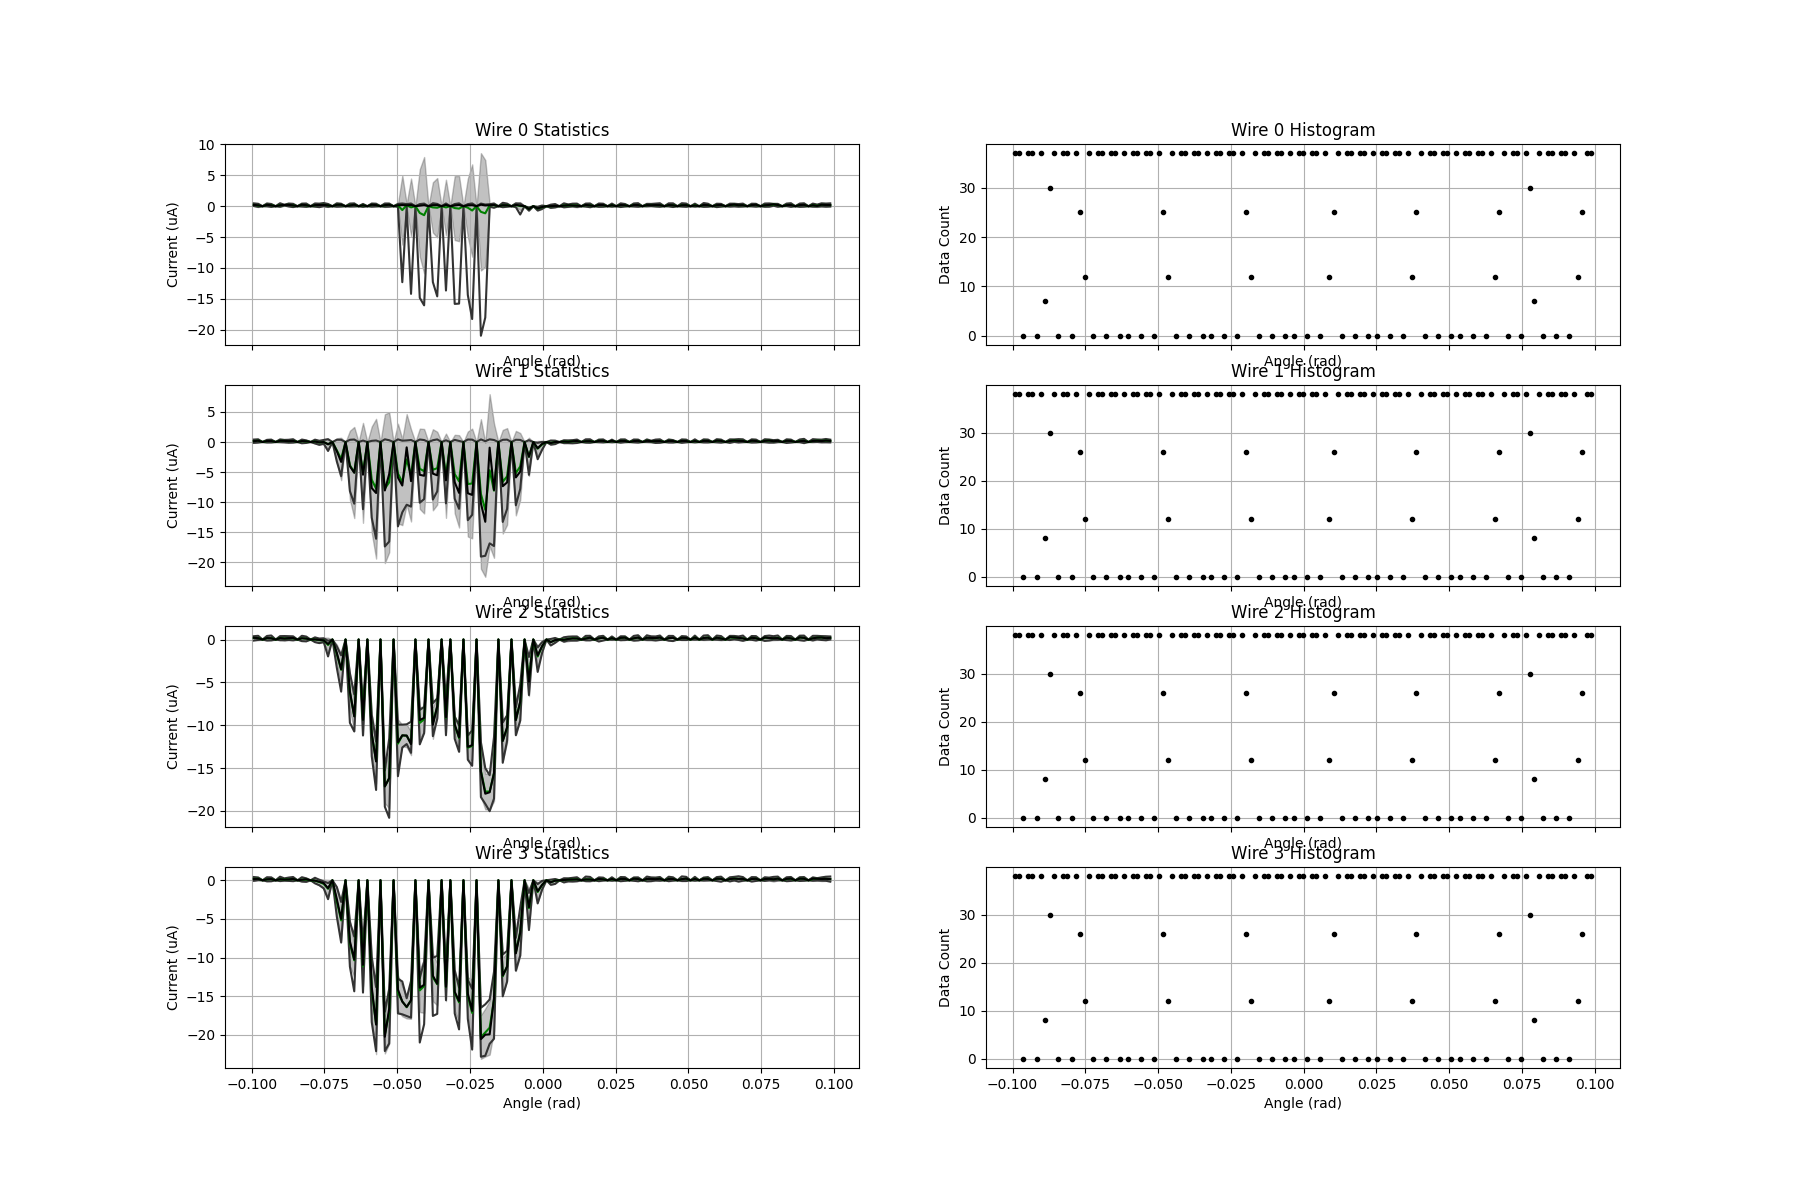 Wire 0 Statistics
Current (uA)
10
5
0
−5
−10
−15
−20
Angle (rad)
Wire 0 Histogram
Data Count
30
20
10
0
Angle (rad)
Wire 1 Statistics
Current (uA)
5
0
−5
−10
−15
−20
Angle (rad)
Wire 1 Histogram
Data Count
30
20
10
0
Angle (rad)
Wire 2 Statistics
Current (uA)
0
−5
−10
−15
−20
Angle (rad)
Wire 2 Histogram
Data Count
30
20
10
0
Angle (rad)
Wire 3 Statistics
Current (uA)
0
−5
−10
−15
−20
−0.100 −0.075 −0.050 −0.025 0.000 0.025 0.050 0.075 0.100
Angle (rad)
Wire 3 Histogram
Data Count
30
20
10
0
−0.100 −0.075 −0.050 −0.025 0.000 0.025 0.050 0.075 0.100
Angle (rad)